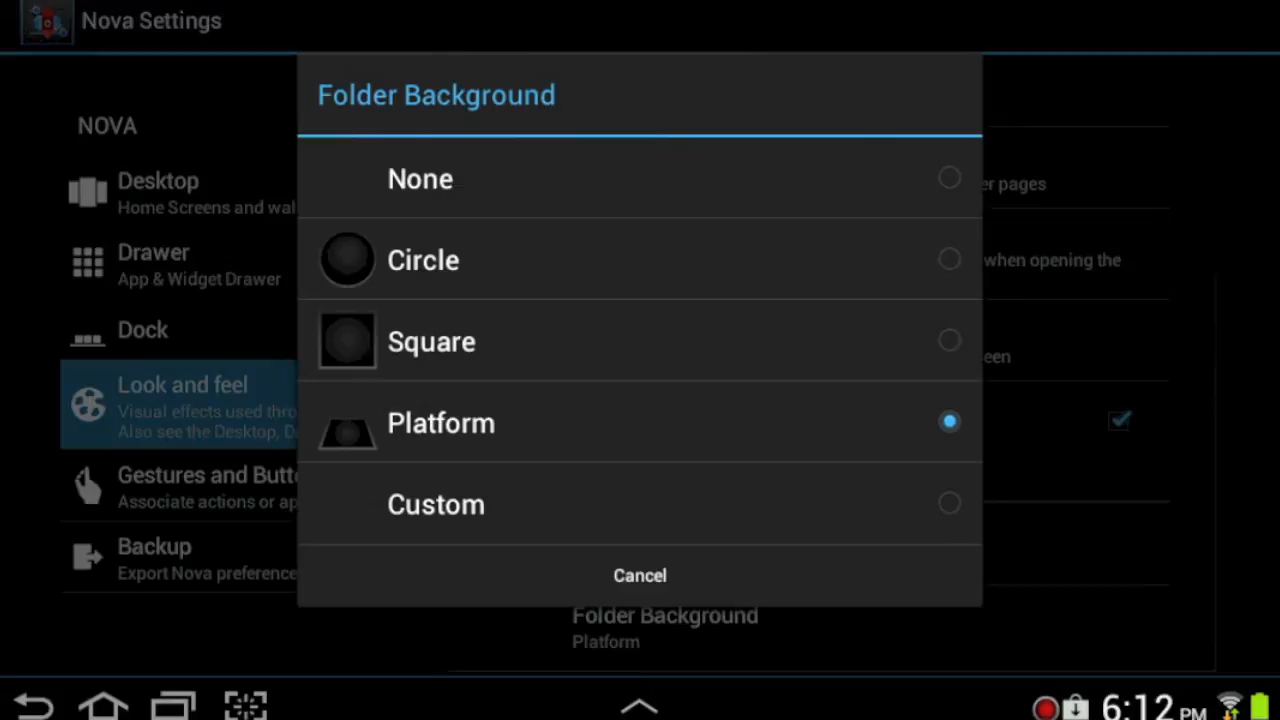 Nova Settings
NOVA
Desktop
Home Screens and wal
Drawer
App & Widget Drawer
Dock
Look and feel
Visual effects used thro
Also see the Desktop, D
Gestures and Butto
Associate actions or ap
Backup
Export Nova preference
Folder Background
None
Circle
Square
Platform
Custom
Cancel
er pages
when opening the
een
Folder Background
Platform
6:12 PM